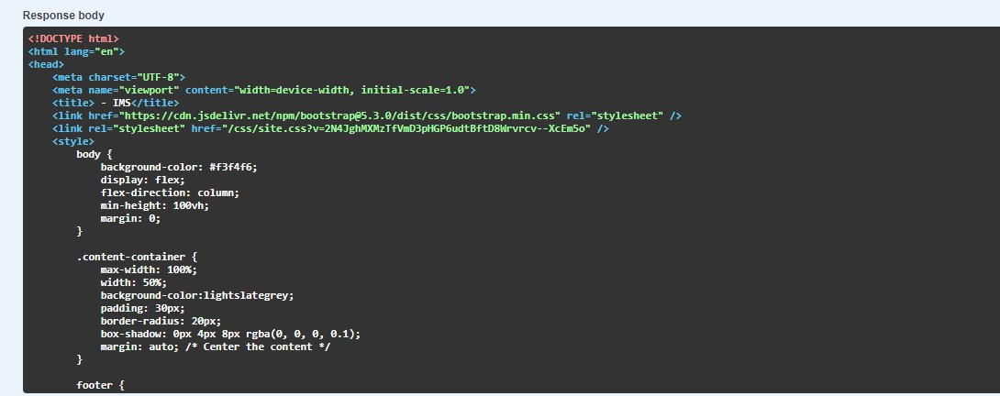 Response body
<!DOCTYPE html>
<html lang="en">
<head>
    <meta charset="UTF-8">
    <meta name="viewport" content="width=device-width, initial-scale=1.0">
    <title> - IMS</title>
    <link href="https://cdn.jsdelivr.net/npm/bootstrap@5.3.0/dist/css/bootstrap.min.css" rel="stylesheet" />
    <link rel="stylesheet" href="/css/site.css?v=2N4JghMXMzTfVmD3pHGP6udtBftD8Wrvrcv--XcEm5o" />
    <style>
        body {
            background-color: #f3f4f6;
            display: flex;
            flex-direction: column;
            min-height: 100vh;
            margin: 0;
        }

        .content-container {
            max-width: 100%;
            width: 50%;
            background-color:lightslategrey;
            padding: 30px;
            border-radius: 20px;
            box-shadow: 0px 4px 8px rgba(0, 0, 0, 0.1);
            margin: auto; /* Center the content */
        }

        footer {